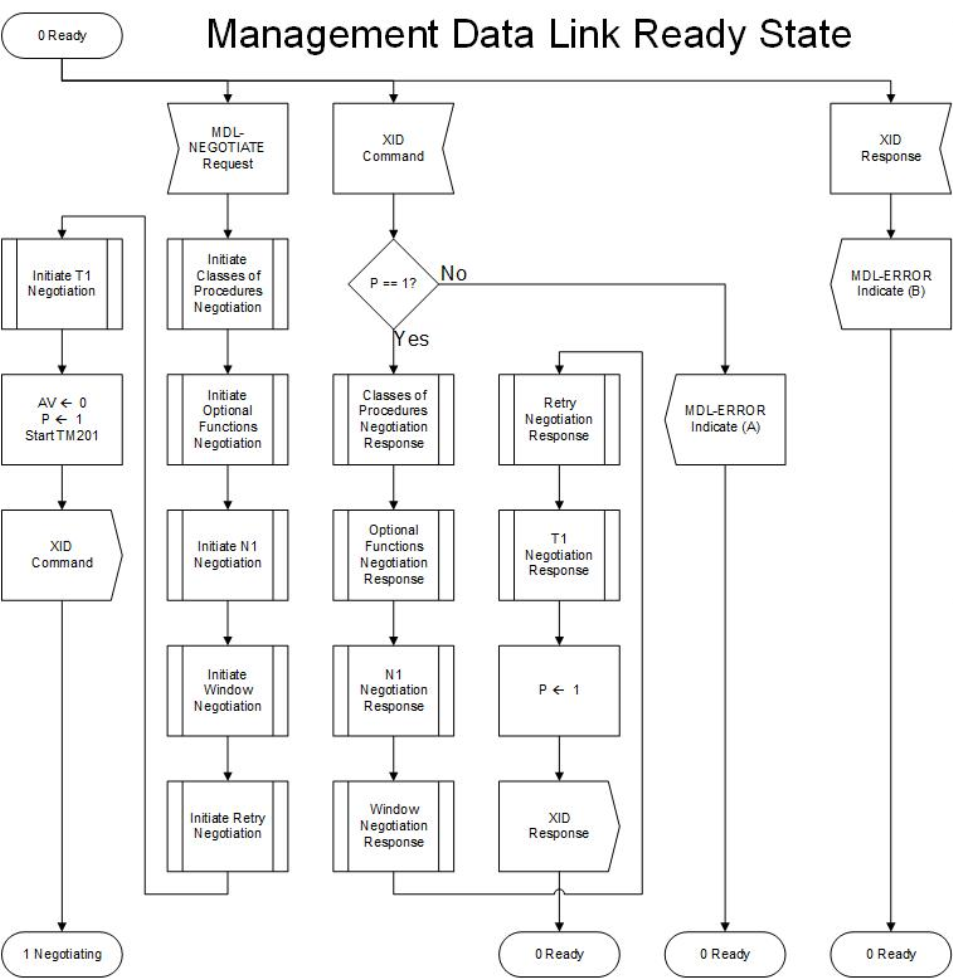 0 Ready
Management Data Link Ready State
MDL-
NEGOTIATE
Request
XID
Command
XID
Response
Initiate T1
Negotiation
Initiate
Classes of
Procedures
Negotiation
P == 1?
No
Yes
MDL-ERROR
Indicate (B)
AV ← 0
P ← 1
Start TM201
Initiate
Optional
Functions
Negotiation
Classes of
Procedures
Negotiation
Response
Retry
Negotiation
Response
MDL-ERROR
Indicate (A)
XID
Command
Initiate N1
Negotiation
Optional
Functions
Negotiation
Response
T1
Negotiation
Response
Initiate
Window
Negotiation
N1
Negotiation
Response
P ← 1
Initiate Retry
Negotiation
Window
Negotiation
Response
XID
Response
1 Negotiating
0 Ready
0 Ready
0 Ready